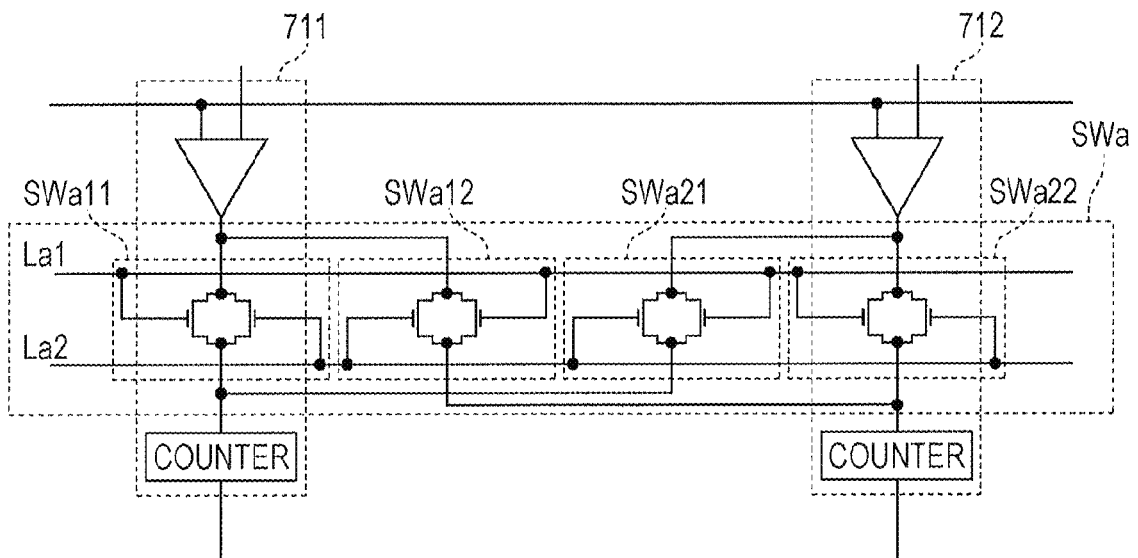 711
712
SWa
SWa11
SWa12
SWa21
SWa22
La1
La2
COUNTER
COUNTER